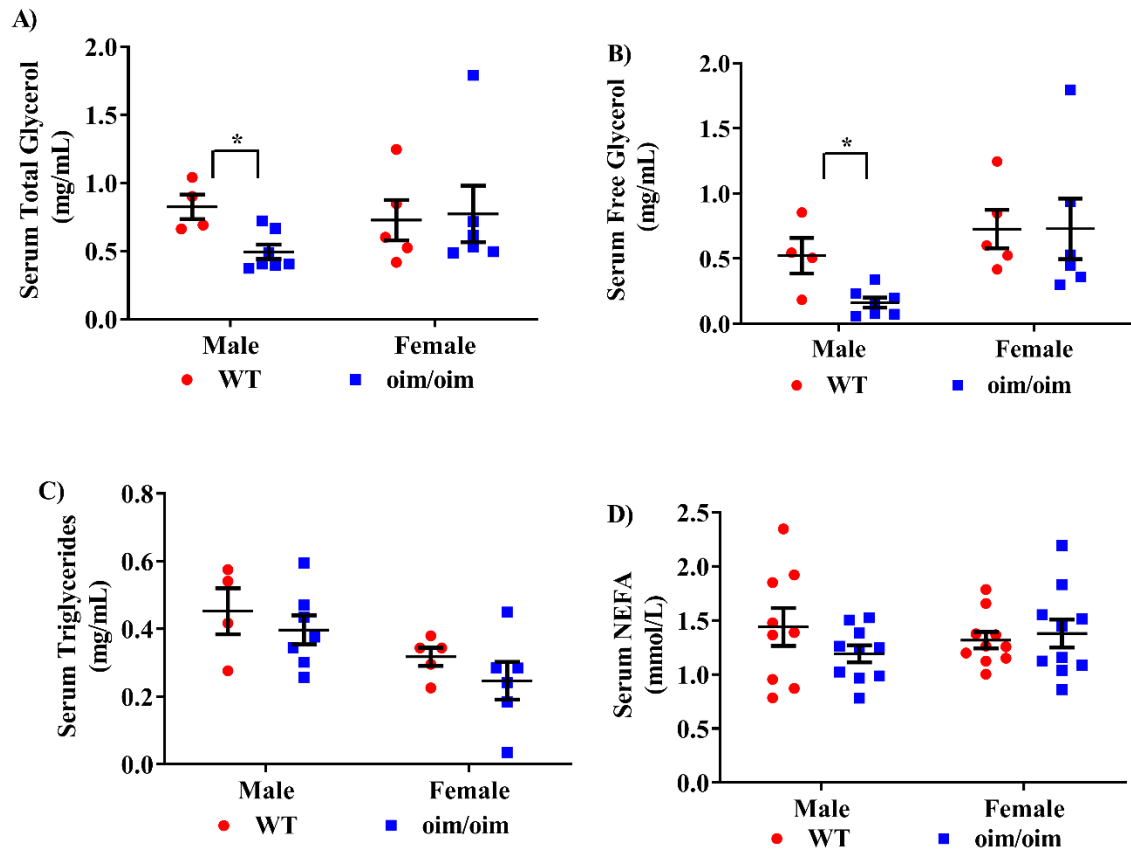 A)
Serum Total Glycerol
(mg/mL)
2.0
1.5
1.0
0.5
0.0
*
Male Female
WT oim/oim
B)
Serum Free Glycerol
(mg/mL)
2.0
1.5
1.0
0.5
0.0
*
Male Female
WT oim/oim
C)
Serum Triglycerides
(mg/mL)
0.8
0.6
0.4
0.2
0.0
Male Female
WT oim/oim
D)
Serum NEFA
(mmol/L)
2.5
2.0
1.5
1.0
0.5
0.0
Male Female
WT oim/oim